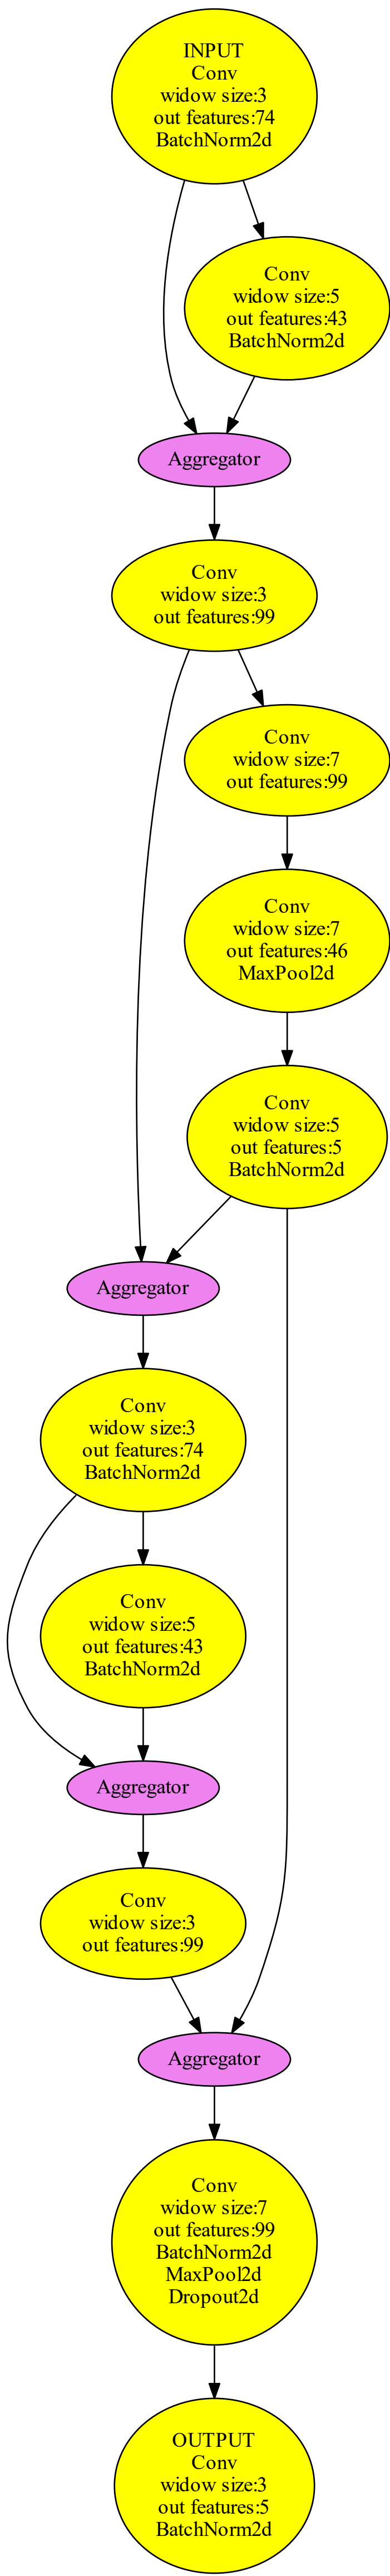 INPUT
Conv
widow size:3
out features:74
BatchNorm2d
Conv
widow size:5
out features:43
BatchNorm2d
Aggregator
Conv
widow size:3
out features:99
Conv
widow size:7
out features:99
Conv
widow size:7
out features:46
MaxPool2d
Conv
widow size:5
out features:5
BatchNorm2d
Aggregator
Conv
widow size:3
out features:74
BatchNorm2d
Conv
widow size:5
out features:43
BatchNorm2d
Aggregator
Conv
widow size:3
out features:99
Aggregator
Conv
widow size:7
out features:99
BatchNorm2d
MaxPool2d
Dropout2d
OUTPUT
Conv
widow size:3
out features:5
BatchNorm2d